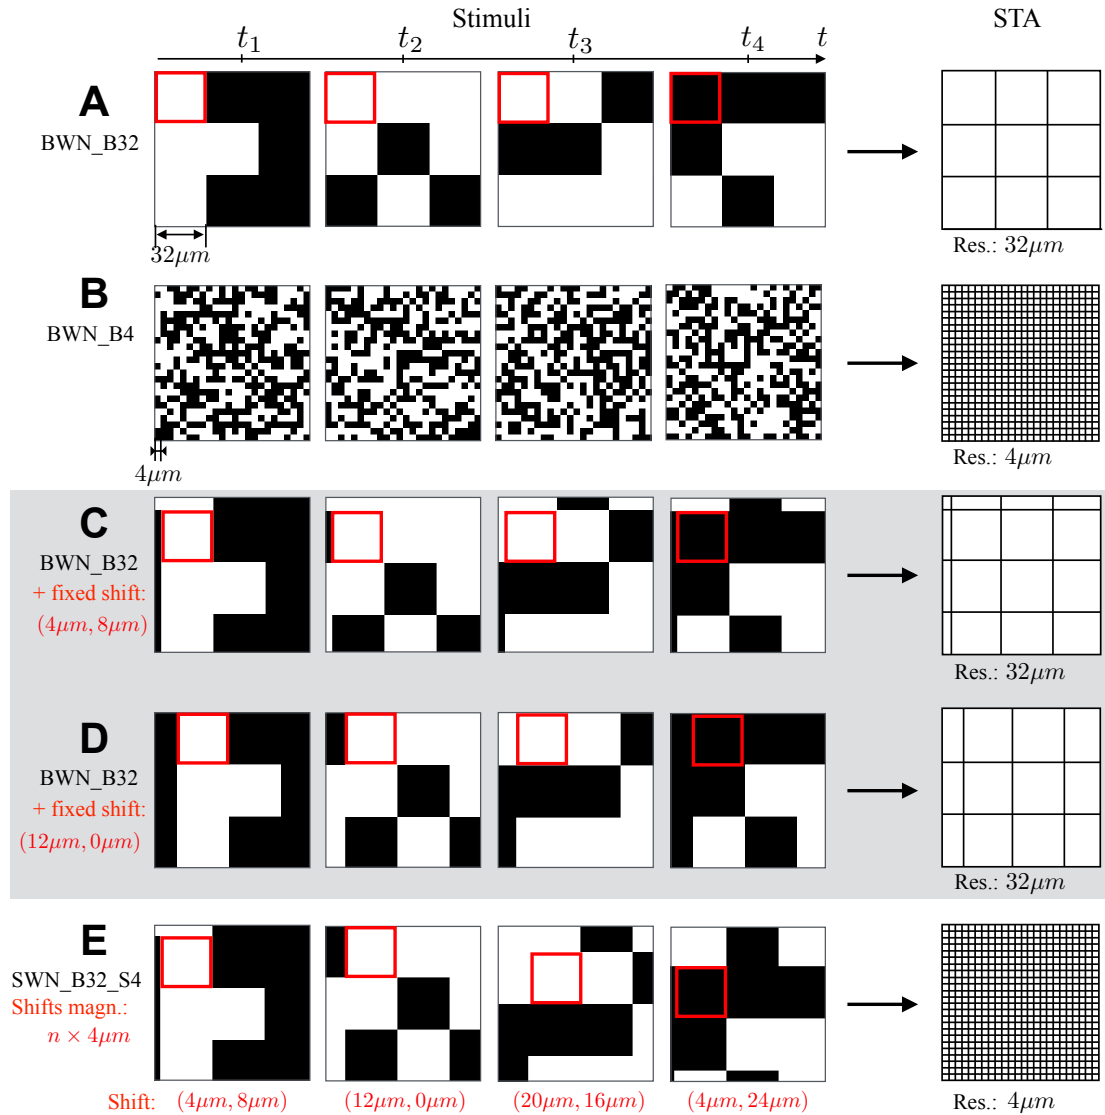 Stimuli STA
t₁ t₂ t₃ t₄ t
A
BWN_B32
32μm
Res.: 32μm
B
BWN_B4
4μm
Res.: 4μm
C
BWN_B32
+ fixed shift:
(4μm, 8μm)
Res.: 32μm
D
BWN_B32
+ fixed shift:
(12μm, 0μm)
Res.: 32μm
E
SWN_B32_S4
Shifts magn.:
n × 4μm
Shift: (4μm, 8μm) (12μm, 0μm) (20μm, 16μm) (4μm, 24μm) Res.: 4μm